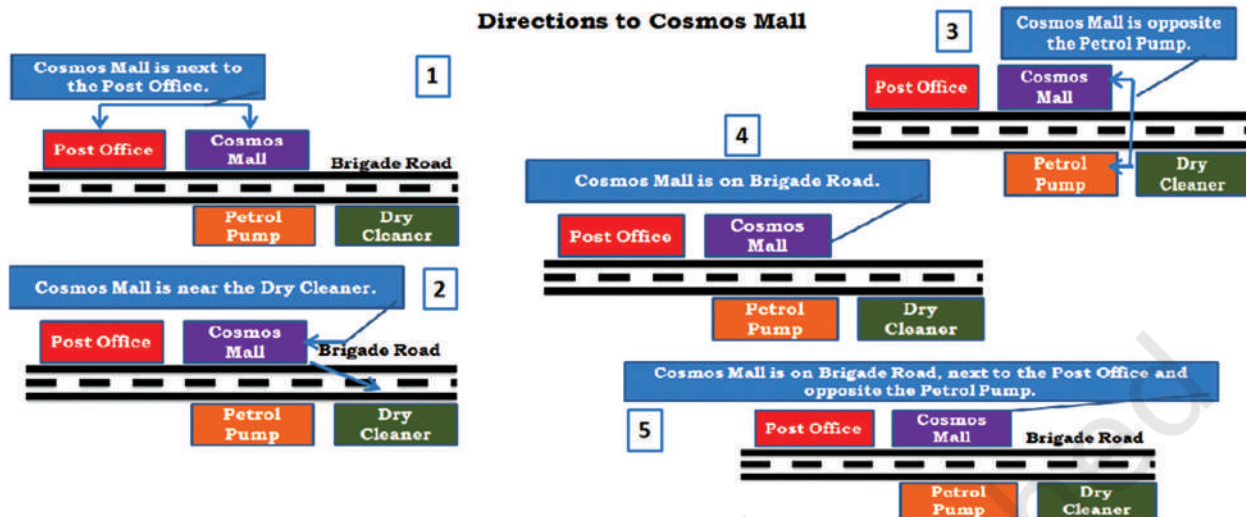 Directions to Cosmos Mall
1
Cosmos Mall is next to
the Post Office.
Post Office
Cosmos
Mall
Brigade Road
Petrol
Pump
Dry
Cleaner
2
Cosmos Mall is near the Dry Cleaner.
Post Office
Cosmos
Mall
Brigade Road
Petrol
Pump
Dry
Cleaner
3
Cosmos Mall is opposite
the Petrol Pump.
Post Office
Cosmos
Mall
Petrol
Pump
Dry
Cleaner
4
Cosmos Mall is on Brigade Road.
Post Office
Cosmos
Mall
Petrol
Pump
Dry
Cleaner
Cosmos Mall is on Brigade Road, next to the Post Office and
opposite the Petrol Pump.
5
Post Office
Cosmos
Mall
Brigade Road
Petrol
Pump
Dry
Cleaner